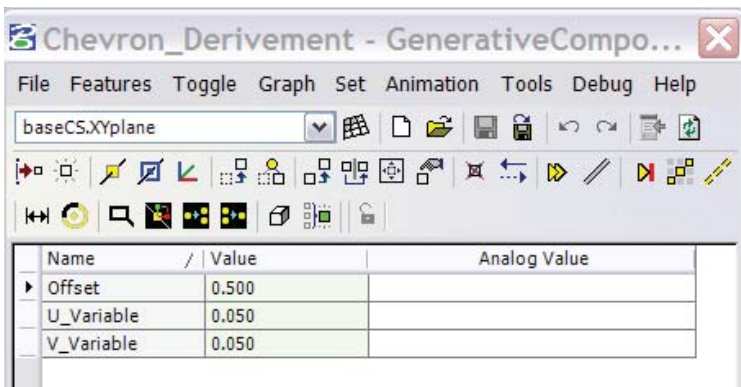 Chevron_Derivement - GenerativeCompo...
File Features Toggle Graph Set Animation Tools Debug Help
baseCS.XYplane
Name / Value Analog Value
Offset 0.500
U_Variable 0.050
V_Variable 0.050